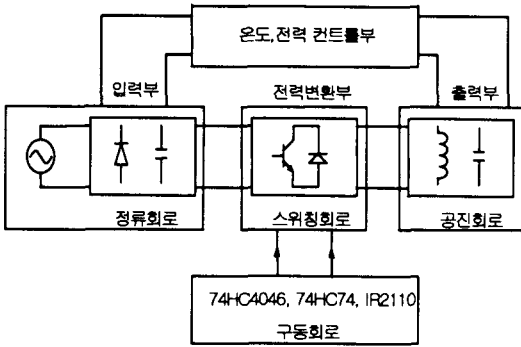 온도,전력 컨트롤부
입력부
전력변환부
출력부
정류회로
스위칭회로
공진회로
74HC4046, 74HC74, IR2110
구동회로